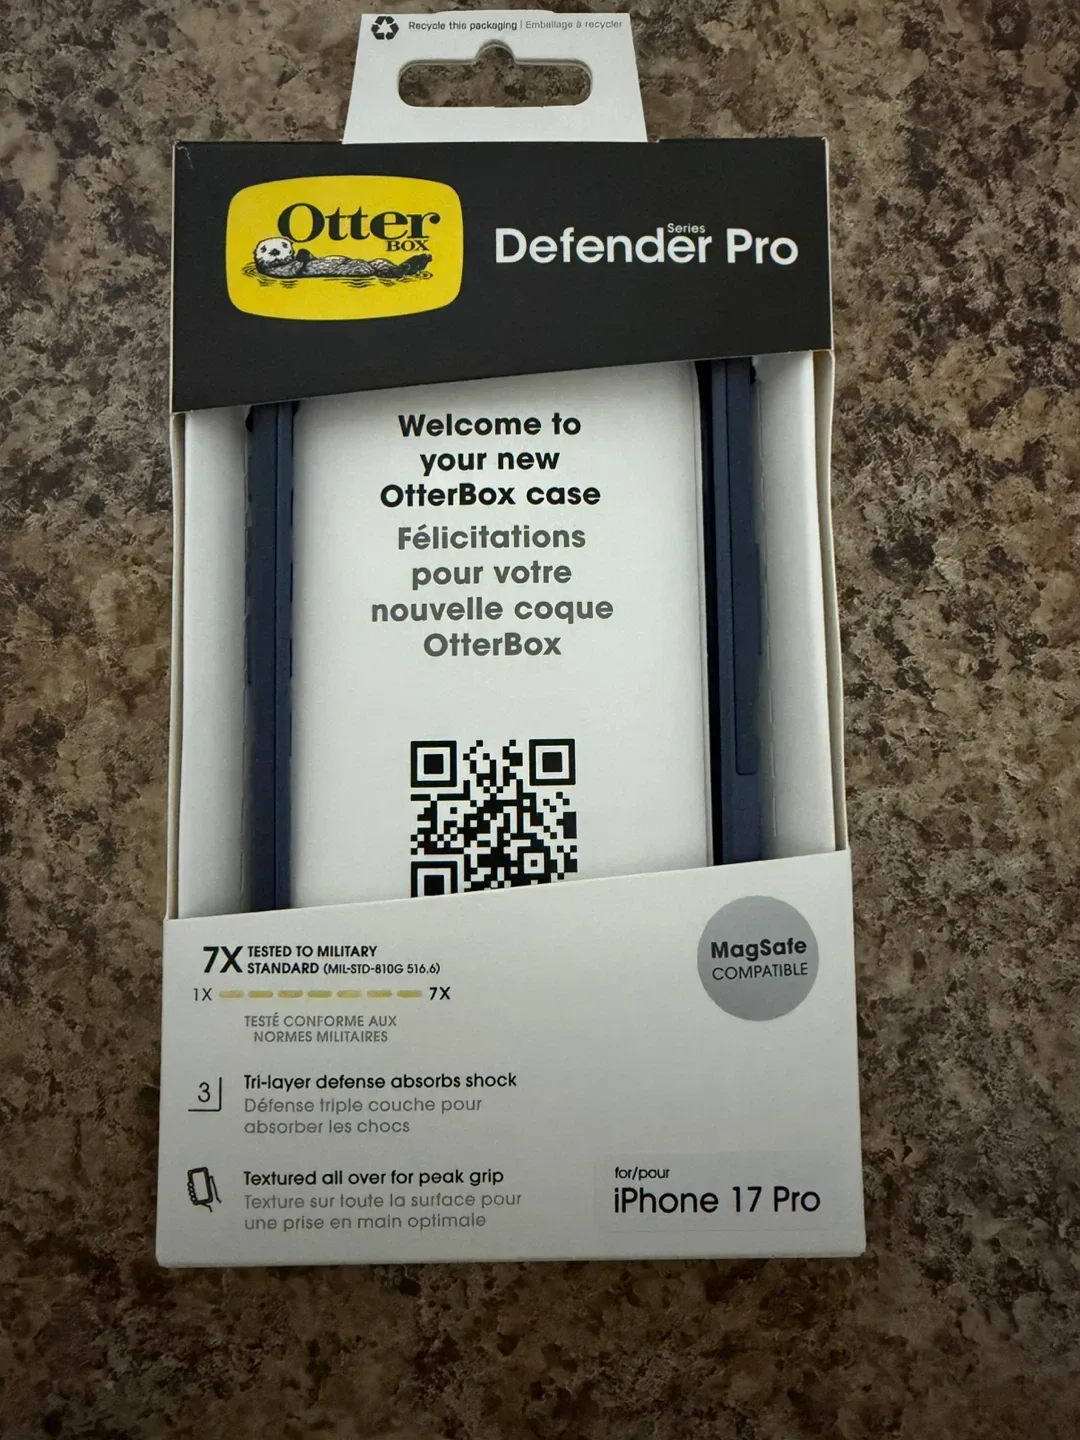 Recycle this packaging | Emballage à recycler
Otter
BOX
Defender Series Pro
Welcome to
your new
OtterBox case
Félicitations
pour votre
nouvelle coque
OtterBox
7X TESTED TO MILITARY
STANDARD (MIL-STD-810G 516.6)
1X 7X
TESTÉ CONFORME AUX
NORMES MILITAIRES
MagSafe
COMPATIBLE
3 Tri-layer defense absorbs shock
Défense triple couche pour
absorber les chocs
Textured all over for peak grip
Texture sur toute la surface pour
une prise en main optimale
for/pour
iPhone 17 Pro